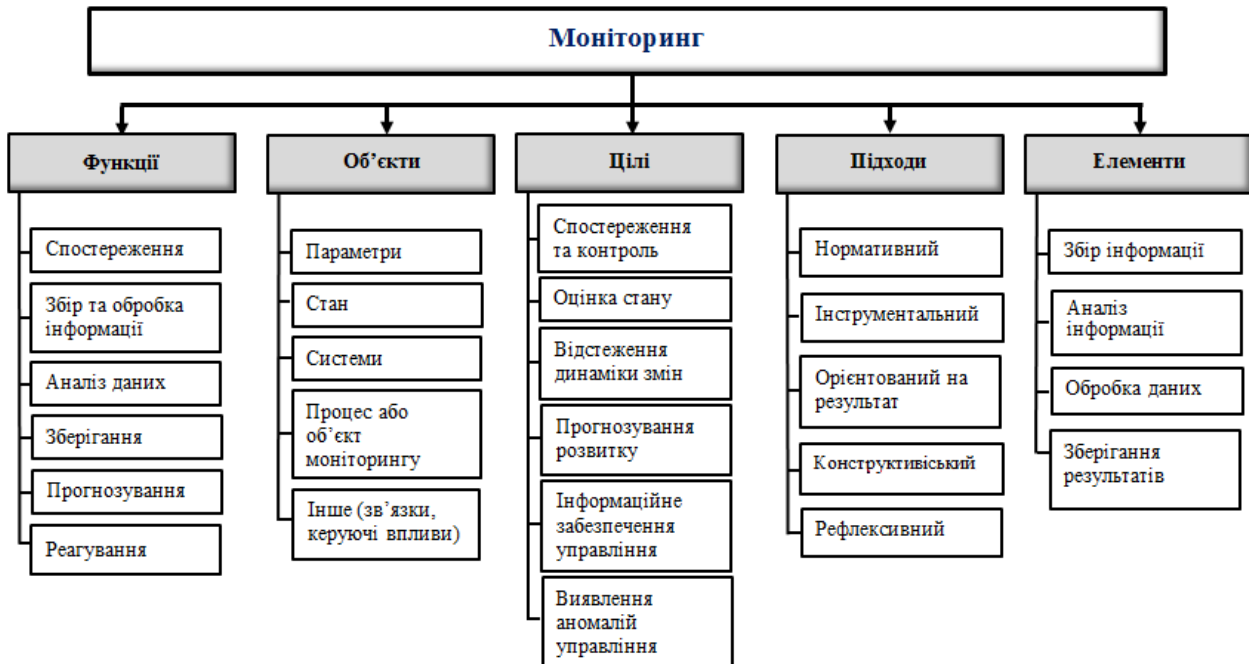 Моніторинг
Функції
Спостереження
Збір та обробка
інформації
Аналіз даних
Зберігання
Прогнозування
Реагування
Об’єкти
Параметри
Стан
Системи
Процес або
об’єкт
моніторингу
Інше (зв’язки,
керуючі впливи)
Цілі
Спостереження
та контроль
Оцінка стану
Відстеження
динаміки змін
Прогнозування
розвитку
Інформаційне
забезпечення
управління
Виявлення
аномалій
управління
Підходи
Нормативний
Інструментальний
Орієнтований на
результат
Конструктивіський
Рефлексивний
Елементи
Збір інформації
Аналіз
інформації
Обробка даних
Зберігання
результатів